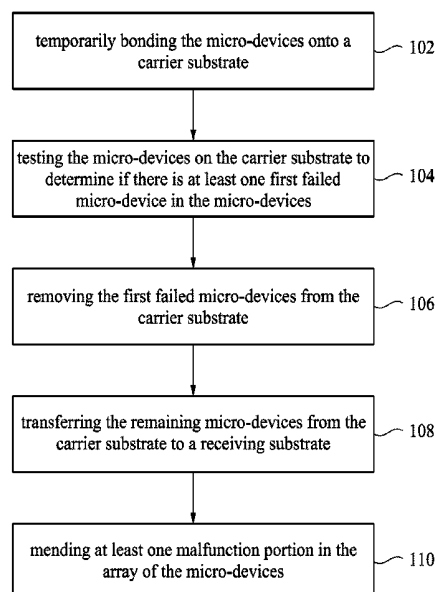 temporarily bonding the micro-devices onto a
carrier substrate
102
testing the micro-devices on the carrier substrate to
determine if there is at least one first failed
micro-device in the micro-devices
104
removing the first failed micro-devices from the
carrier substrate
106
transferring the remaining micro-devices from the
carrier substrate to a receiving substrate
108
mending at least one malfunction portion in the
array of the micro-devices
110